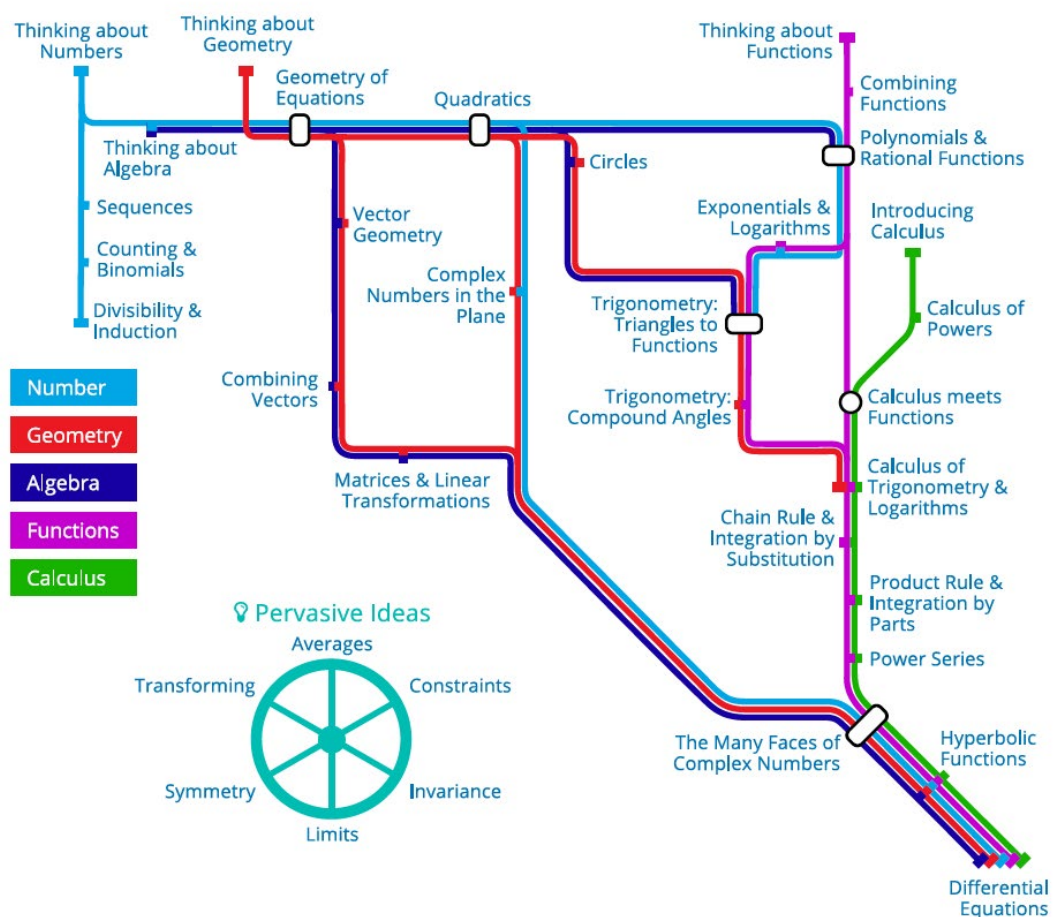 Thinking about
Numbers
Thinking about
Geometry
Geometry of
Equations
Quadratics
Thinking about
Functions
Combining
Functions
Thinking about
Algebra
Polynomials &
Rational Functions
Circles
Sequences
Vector
Geometry
Exponentials &
Logarithms
Introducing
Calculus
Counting &
Binomials
Complex
Numbers in the
Plane
Divisibility &
Induction
Trigonometry:
Triangles to
Functions
Calculus of
Powers
Number
Geometry
Algebra
Functions
Calculus
Combining
Vectors
Trigonometry:
Compound Angles
Calculus meets
Functions
Matrices & Linear
Transformations
Calculus of
Trigonometry &
Logarithms
Chain Rule &
Integration by
Substitution
Product Rule &
Integration by
Parts
Power Series
Pervasive Ideas
Averages
Transforming
Constraints
Symmetry
Invariance
Limits
The Many Faces of
Complex Numbers
Hyperbolic
Functions
Differential
Equations